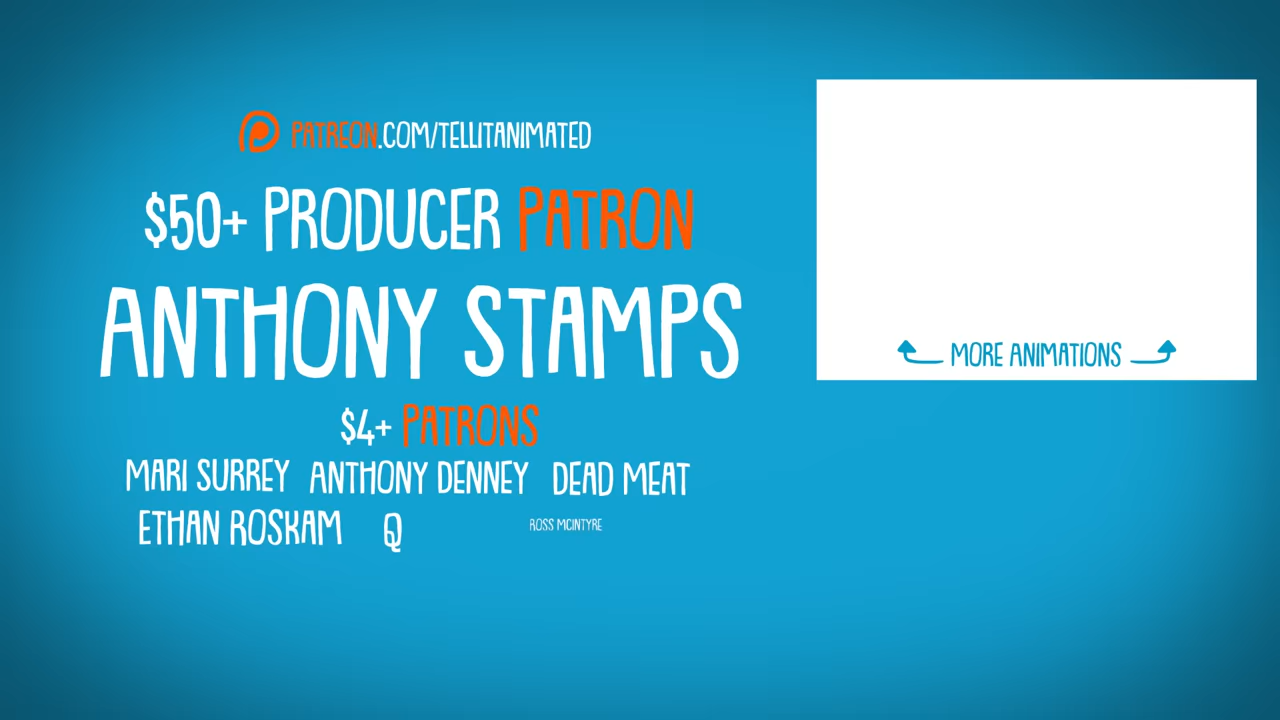 PATREON.COM/TELLITANIMATED
$50+ PRODUCER PATRON
ANTHONY STAMPS
$4+ PATRONS
MARI SURREY ANTHONY DENNEY DEAD MEAT
ETHAN ROSKAM Q ROSS MCINTYRE
MORE ANIMATIONS